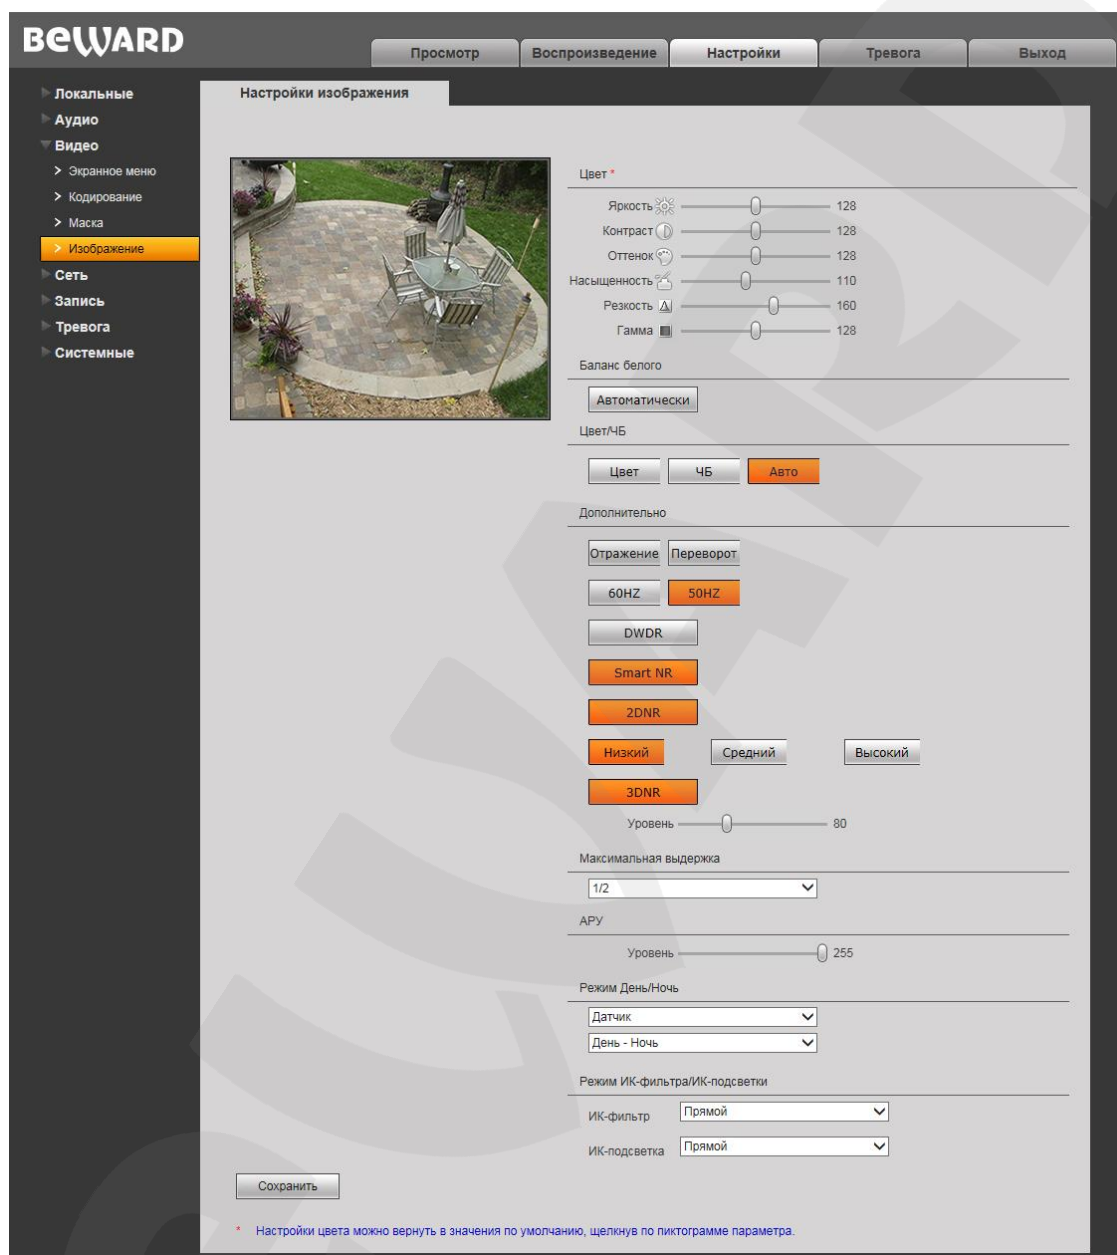 BEWARD
Просмотр Воспроизведение Настройки Тревога Выход
Локальные
Аудио
Видео
> Экранное меню
> Кодирование
> Маска
> Изображение
Сеть
Запись
Тревога
Системные
Настройки изображения
Цвет *
Яркость 128
Контраст 128
Оттенок 128
Насыщенность 110
Резкость 160
Гамма 128
Баланс белого
Автоматически
Цвет/ЧБ
Цвет ЧБ Авто
Дополнительно
Отражение Переворот
60HZ 50HZ
DWDR
Smart NR
2DNR
Низкий Средний Высокий
3DNR
Уровень 80
Максимальная выдержка
1/2
АРУ
Уровень 255
Режим День/Ночь
Датчик
День - Ночь
Режим ИК-фильтра/ИК-подсветки
ИК-фильтр Прямой
ИК-подсветка Прямой
Сохранить
* Настройки цвета можно вернуть в значения по умолчанию, щелкнув по пиктограмме параметра.